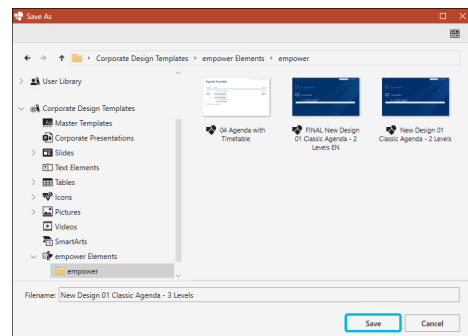 Save As
Corporate Design Templates › empower Elements › empower
User Library
Corporate Design Templates
Master Templates
Corporate Presentations
Slides
Text Elements
Tables
Icons
Pictures
Videos
SmartArts
empower Elements
empower
04 Agenda with
Timetable
FINAL New Design
01 Classic Agenda - 2
Levels EN
New Design 01
Classic Agenda - 2 Levels
Filename: New Design 01 Classic Agenda - 3 Levels
Save
Cancel